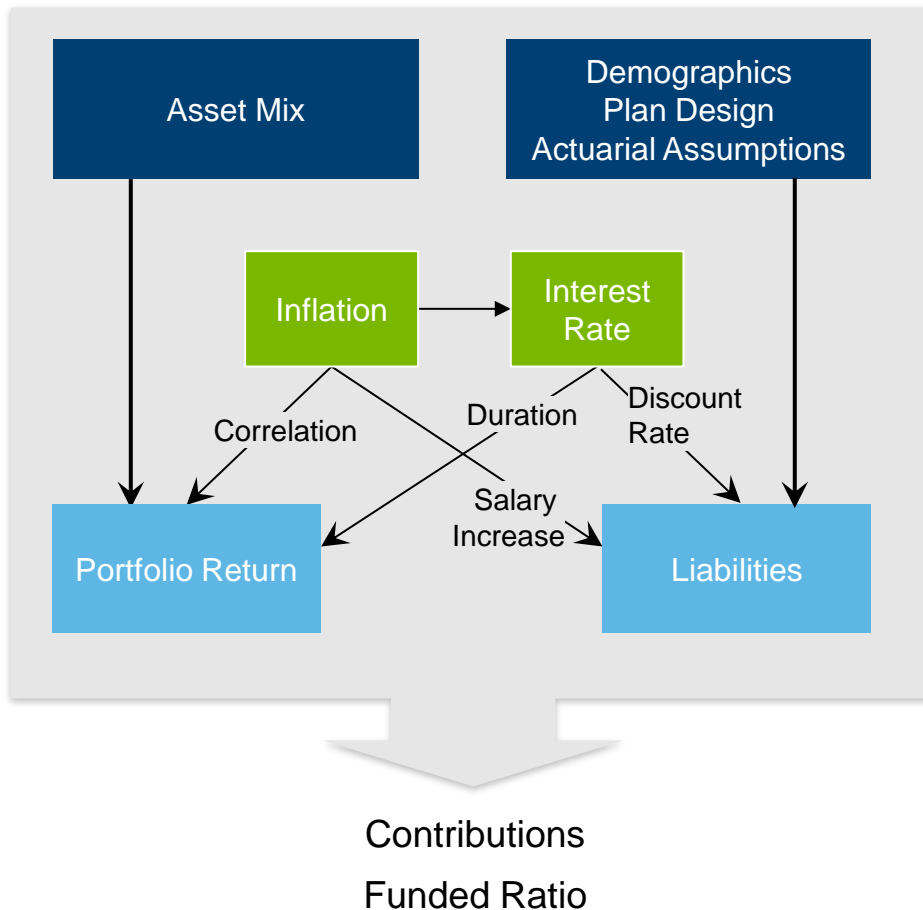 Asset Mix
Demographics
Plan Design
Actuarial Assumptions
Inflation
Interest
Rate
Correlation
Duration
Discount
Rate
Salary
Increase
Portfolio Return
Liabilities
Contributions
Funded Ratio